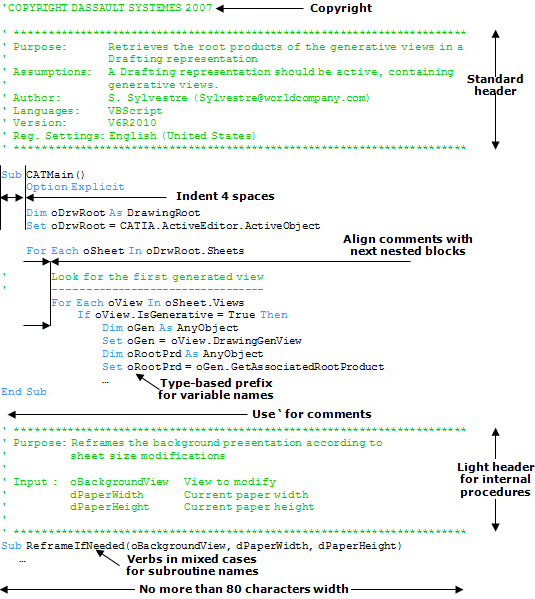 'COPYRIGHT DASSAULT SYSTEMES 2007
Copyright
' *****************************************************************
' Purpose: Retrieves the root products of the generative views in a
' Drafting representation
' Assumptions: A Drafting representation should be active, containing
' generative views.
' Author: S. Sylvestre (Sylvestre@worldcompany.com)
' Languages: VBScript
' Version: V6R2010
' Reg. Settings: English (United States)
' *****************************************************************
Standard
header
Sub CATMain()
Option Explicit
Indent 4 spaces
Dim oDrwRoot As DrawingRoot
Set oDrwRoot = CATIA.ActiveEditor.ActiveObject
For Each oSheet In oDrwRoot.Sheets
Align comments with
next nested blocks
' Look for the first generated view
' --------------------------------
For Each oView In oSheet.Views
If oView.IsGenerative = True Then
Dim oGen As AnyObject
Set oGen = oView.DrawingGenView
Dim oRootPrd As AnyObject
Set oRootPrd = oGen.GetAssociatedRootProduct
…
Type-based prefix
for variable names
End Sub
Use ` for comments
' *****************************************************************
' Purpose: Reframes the background presentation according to
' sheet size modifications
'
' Input : oBackgroundView View to modify
' dPaperWidth Current paper width
' dPaperHeight Current paper height
'
' *****************************************************************
Light header
for internal
procedures
Sub ReframeIfNeeded(oBackgroundView, dPaperWidth, dPaperHeight)
…
Verbs in mixed cases
for subroutine names
No more than 80 characters width